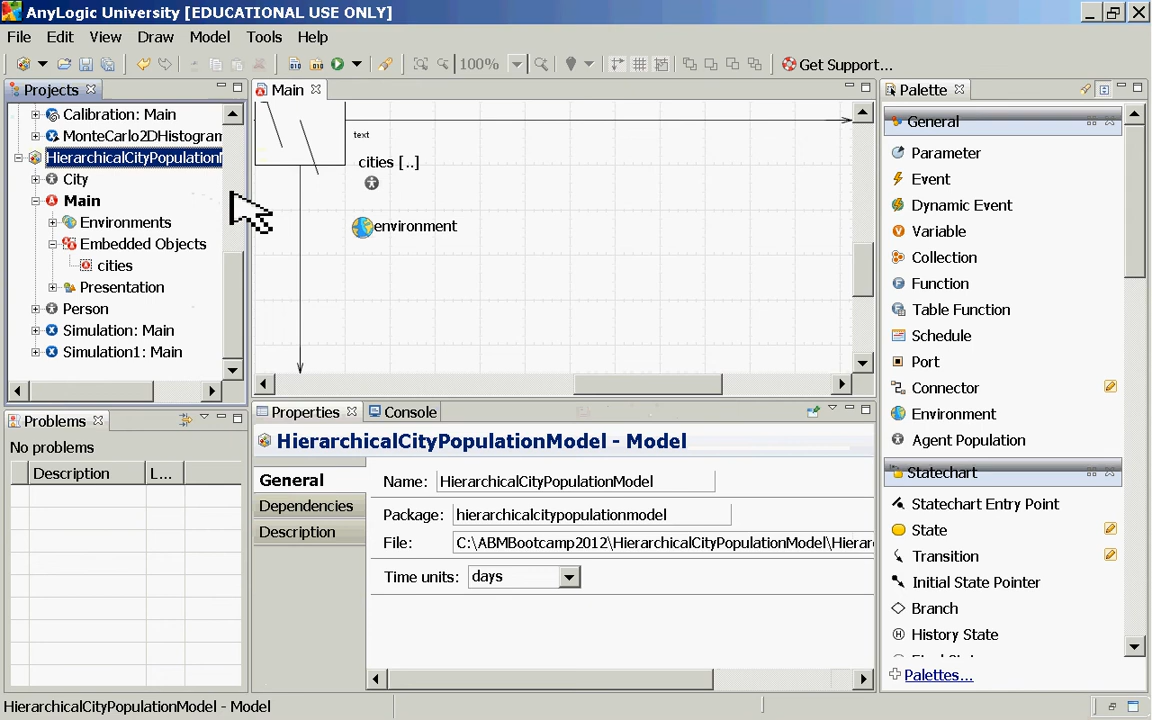 AnyLogic University [EDUCATIONAL USE ONLY]
File Edit View Draw Model Tools Help
100%
Get Support...
Projects
Calibration: Main
MonteCarlo2DHistogram
HierarchicalCityPopulation
City
Main
Environments
Embedded Objects
cities
Presentation
Person
Simulation: Main
Simulation1: Main
Problems
No problems
Description L...
Main
text
cities [..]
environment
Properties Console
HierarchicalCityPopulationModel - Model
General
Dependencies
Description
Name: HierarchicalCityPopulationModel
Package: hierarchicalcitypopulationmodel
File: C:\ABMBootcamp2012\HierarchicalCityPopulationModel\Hierar
Time units: days
Palette
General
Parameter
Event
Dynamic Event
Variable
Collection
Function
Table Function
Schedule
Port
Connector
Environment
Agent Population
Statechart
Statechart Entry Point
State
Transition
Initial State Pointer
Branch
History State
Palettes...
HierarchicalCityPopulationModel - Model